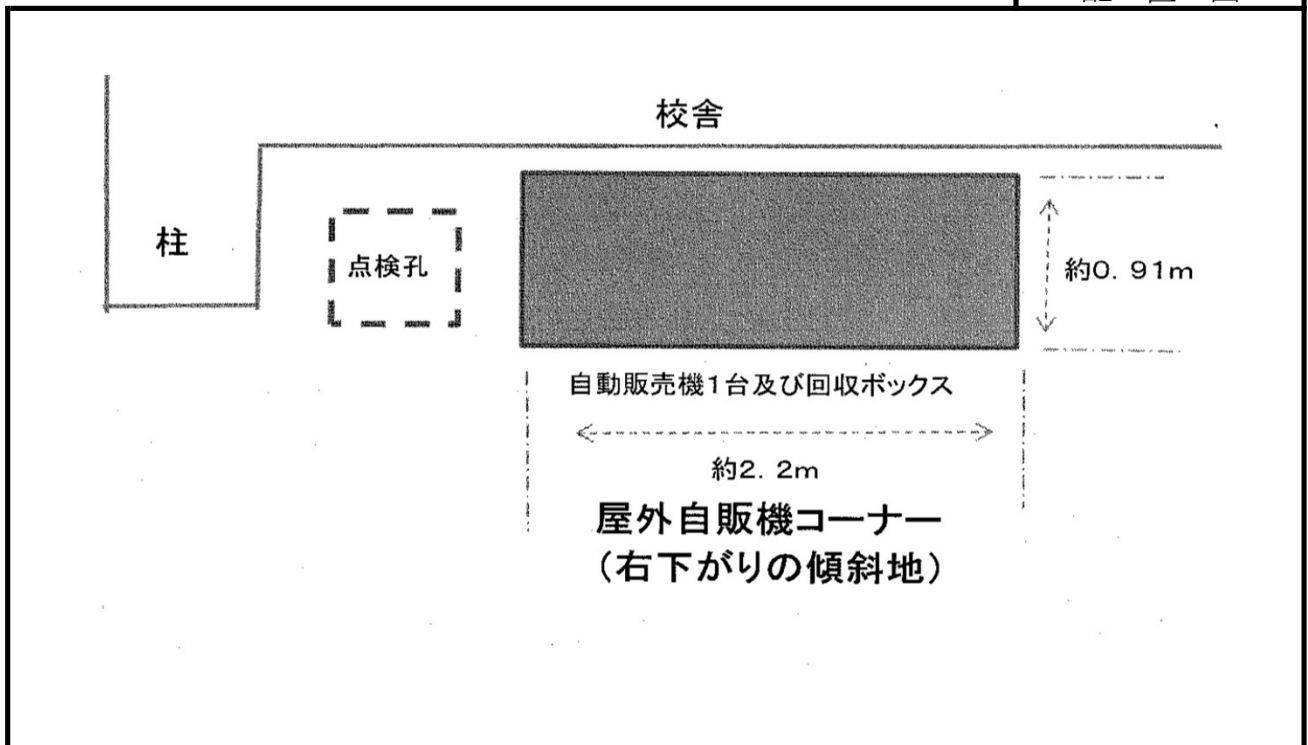 校舎
柱
点検孔
約0．91m
自動販売機1台及び回収ボックス
約2．2m
屋外自販機コーナー
（右下がりの傾斜地）